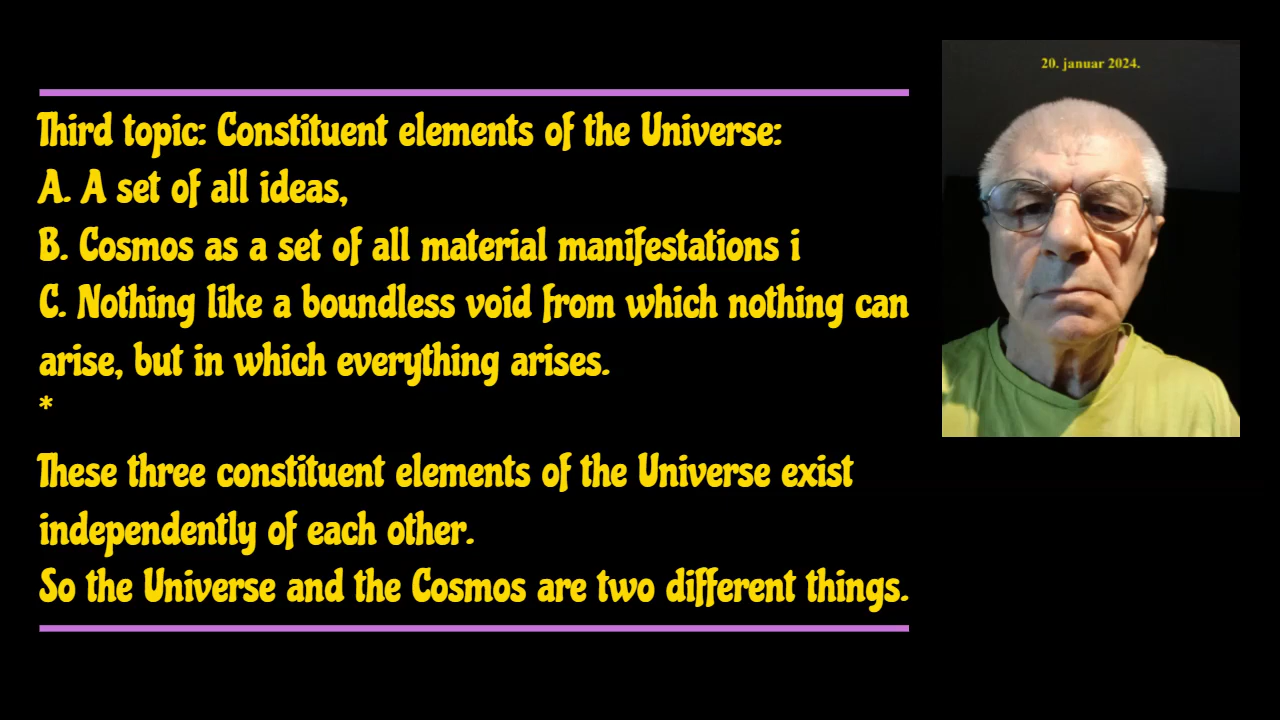 Third topic: Constituent elements of the Universe:
A. A set of all ideas,
B. Cosmos as a set of all material manifestations i
C. Nothing like a boundless void from which nothing can
arise, but in which everything arises.
*
These three constituent elements of the Universe exist
independently of each other.
So the Universe and the Cosmos are two different things.
20. januar 2024.